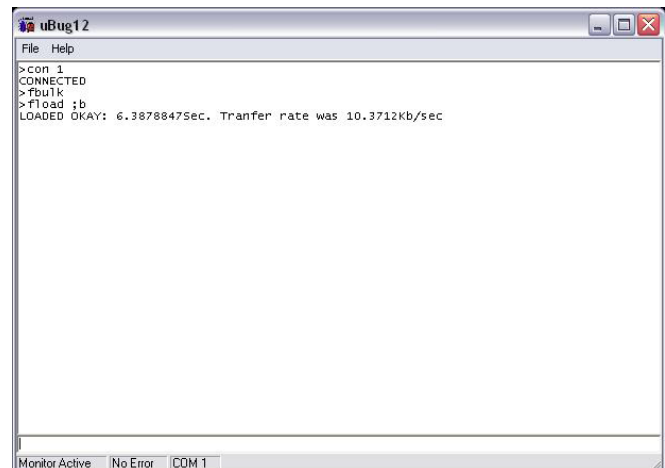 uBug12
File Help
>con 1
CONNECTED
>fbulk
>fload ;b
LOADED OKAY: 6.3878847Sec. Tranfer rate was 10.3712Kb/sec
Monitor Active No Error COM 1